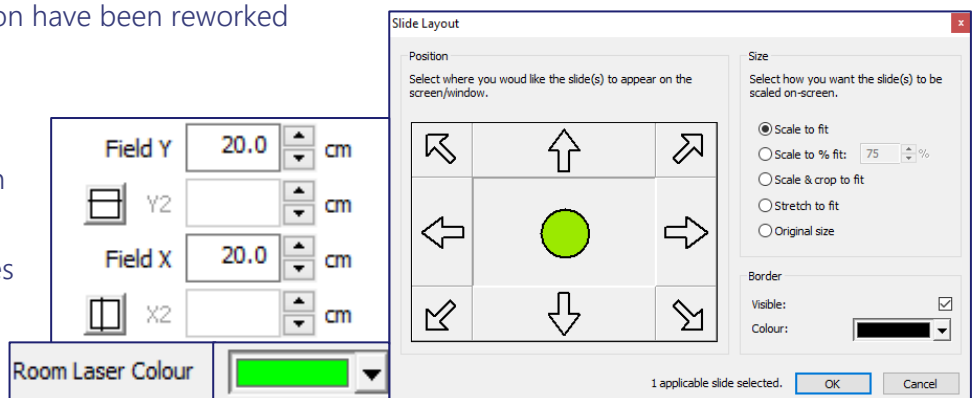 on have been reworked
n
es
Field Y 20.0 cm
Y2 cm
Field X 20.0 cm
X2 cm
Room Laser Colour
Slide Layout x
Position
Select where you woud like the slide(s) to appear on the
screen/window.
Size
Select how you want the slide(s) to be
scaled on-screen.
Scale to fit
Scale to % fit: 75 %
Scale & crop to fit
Stretch to fit
Original size
Border
Visible:
Colour:
1 applicable slide selected. OK Cancel